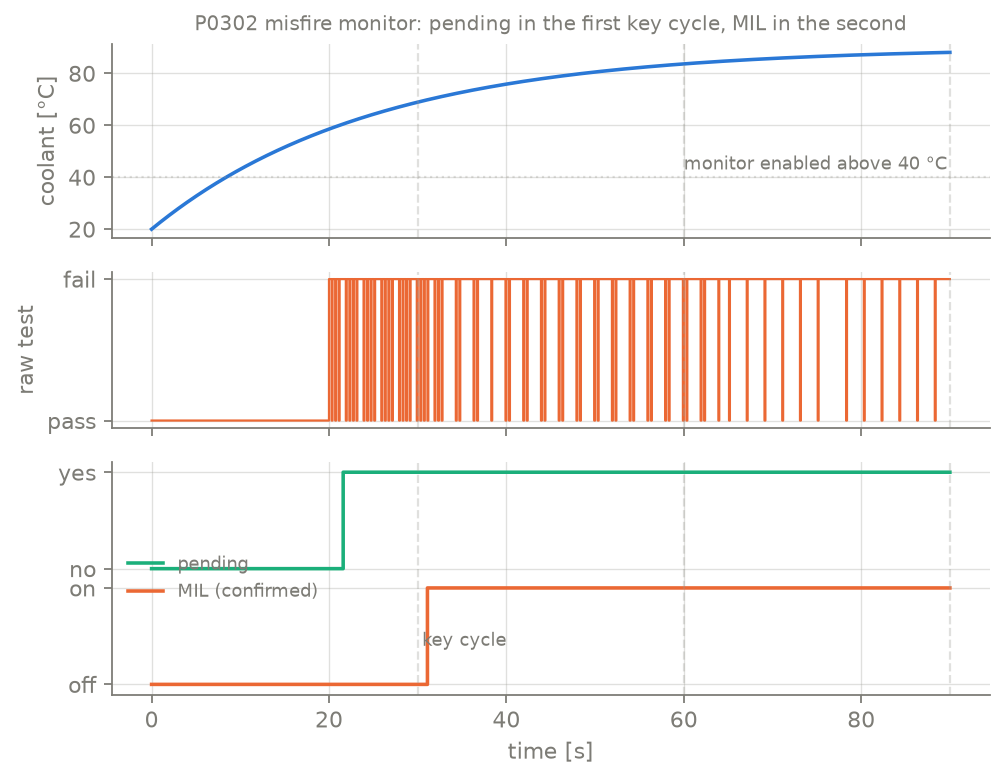 P0302 misfire monitor: pending in the first key cycle, MIL in the second
coolant [°C]
80
60
40
20
monitor enabled above 40 °C
raw test
fail
pass
yes
no
on
off
pending
MIL (confirmed)
key cycle
0
20
40
60
80
time [s]